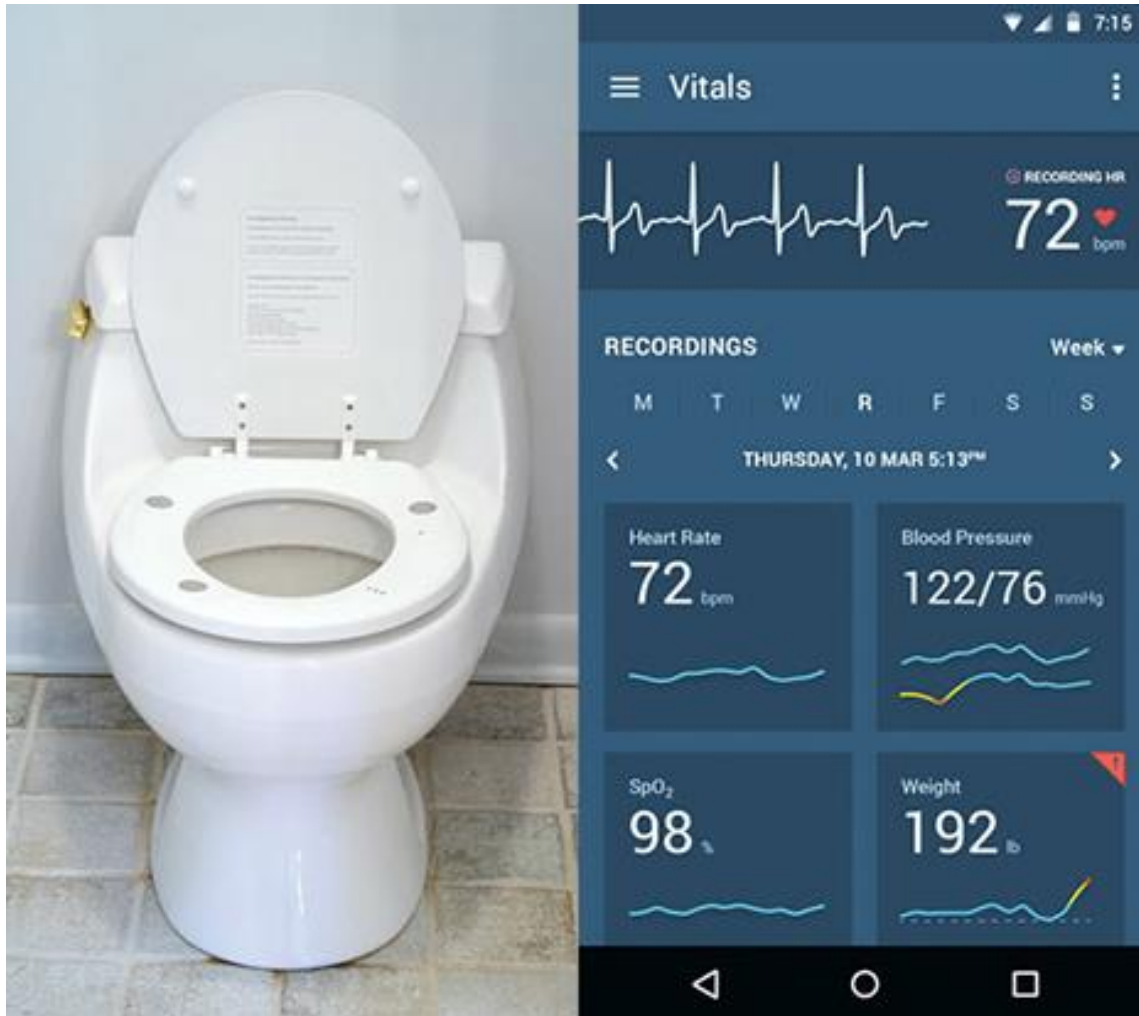 7:15
Vitals
RECORDING HR
72 bpm
RECORDINGS Week
M T W R F S S
THURSDAY, 10 MAR 5:13PM
Heart Rate
72 bpm
Blood Pressure
122/76 mmHg
SpO₂
98 %
Weight
192 lb